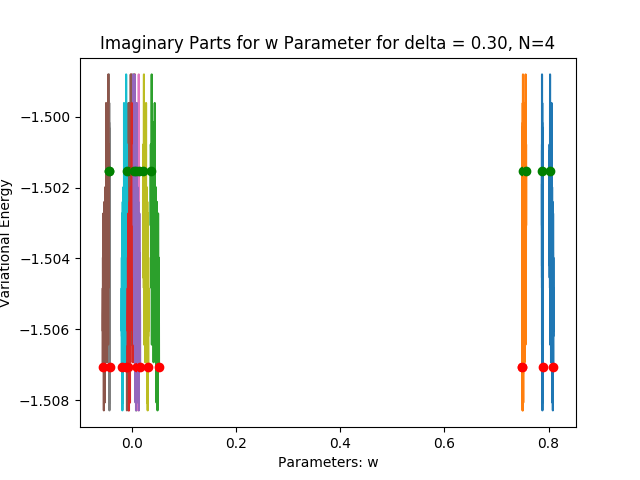 Imaginary Parts for w Parameter for delta = 0.30, N=4
Variational Energy
−1.500
−1.502
−1.504
−1.506
−1.508
0.0 0.2 0.4 0.6 0.8
Parameters: w